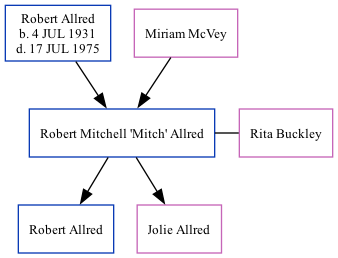 Robert Allred
b. 4 JUL 1931
d. 17 JUL 1975
Miriam McVey
Robert Mitchell 'Mitch' Allred
Rita Buckley
Robert Allred
Jolie Allred